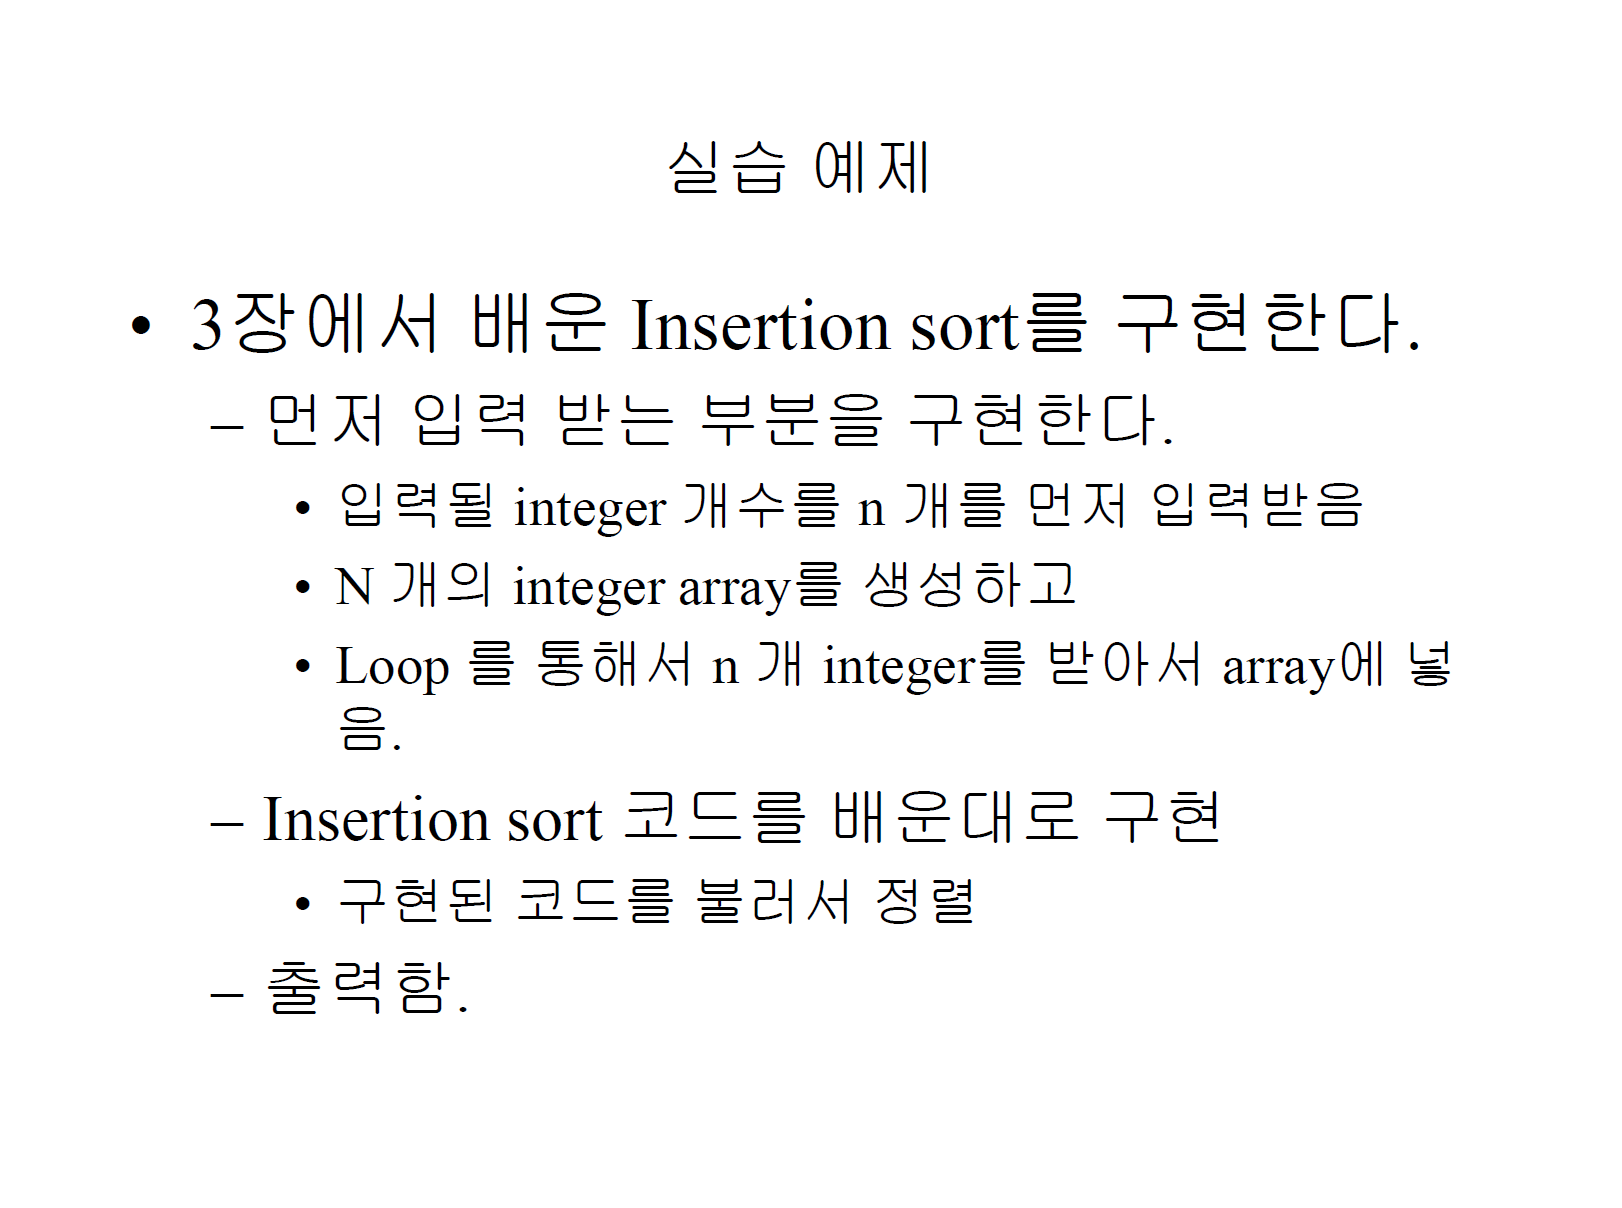 실습 예제
• 3장에서 배운 Insertion sort를 구현한다.
– 먼저 입력 받는 부분을 구현한다.
• 입력될 integer 개수를 n 개를 먼저 입력받음
• N 개의 integer array를 생성하고
• Loop 를 통해서 n 개 integer를 받아서 array에 넣
음.
– Insertion sort 코드를 배운대로 구현
• 구현된 코드를 불러서 정렬
– 출력함.